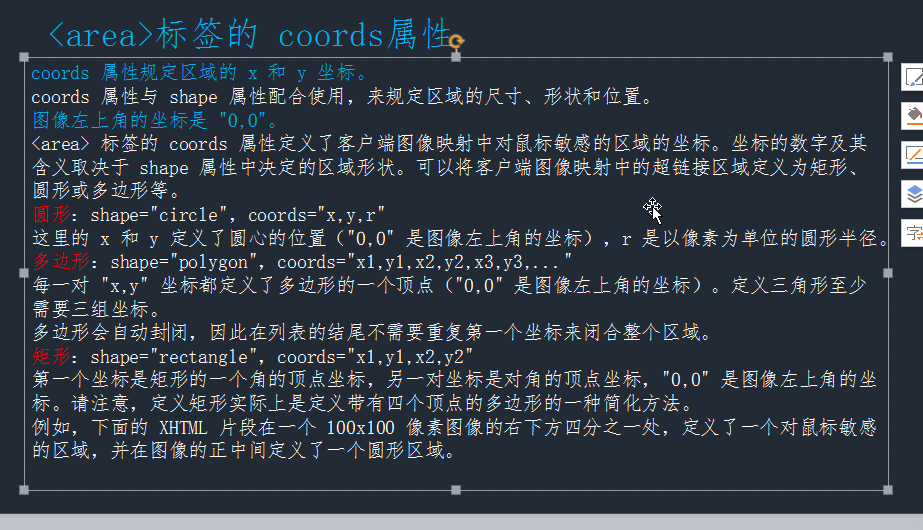 <area>标签的 coords属性
coords 属性规定区域的 x 和 y 坐标。
coords 属性与 shape 属性配合使用，来规定区域的尺寸、形状和位置。
图像左上角的坐标是 "0,0"。
<area> 标签的 coords 属性定义了客户端图像映射中对鼠标敏感的区域的坐标。坐标的数字及其
含义取决于 shape 属性中决定的区域形状。可以将客户端图像映射中的超链接区域定义为矩形、
圆形或多边形等。
圆形：shape="circle"，coords="x,y,r"
这里的 x 和 y 定义了圆心的位置（"0,0" 是图像左上角的坐标），r 是以像素为单位的圆形半径。
多边形：shape="polygon"，coords="x1,y1,x2,y2,x3,y3,..."
每一对 "x,y" 坐标都定义了多边形的一个顶点（"0,0" 是图像左上角的坐标）。定义三角形至少
需要三组坐标。
多边形会自动封闭，因此在列表的结尾不需要重复第一个坐标来闭合整个区域。
矩形：shape="rectangle"，coords="x1,y1,x2,y2"
第一个坐标是矩形的一个角的顶点坐标，另一对坐标是对角的顶点坐标，"0,0" 是图像左上角的坐
标。请注意，定义矩形实际上是定义带有四个顶点的多边形的一种简化方法。
例如，下面的 XHTML 片段在一个 100x100 像素图像的右下方四分之一处，定义了一个对鼠标敏感
的区域，并在图像的正中间定义了一个圆形区域。
字